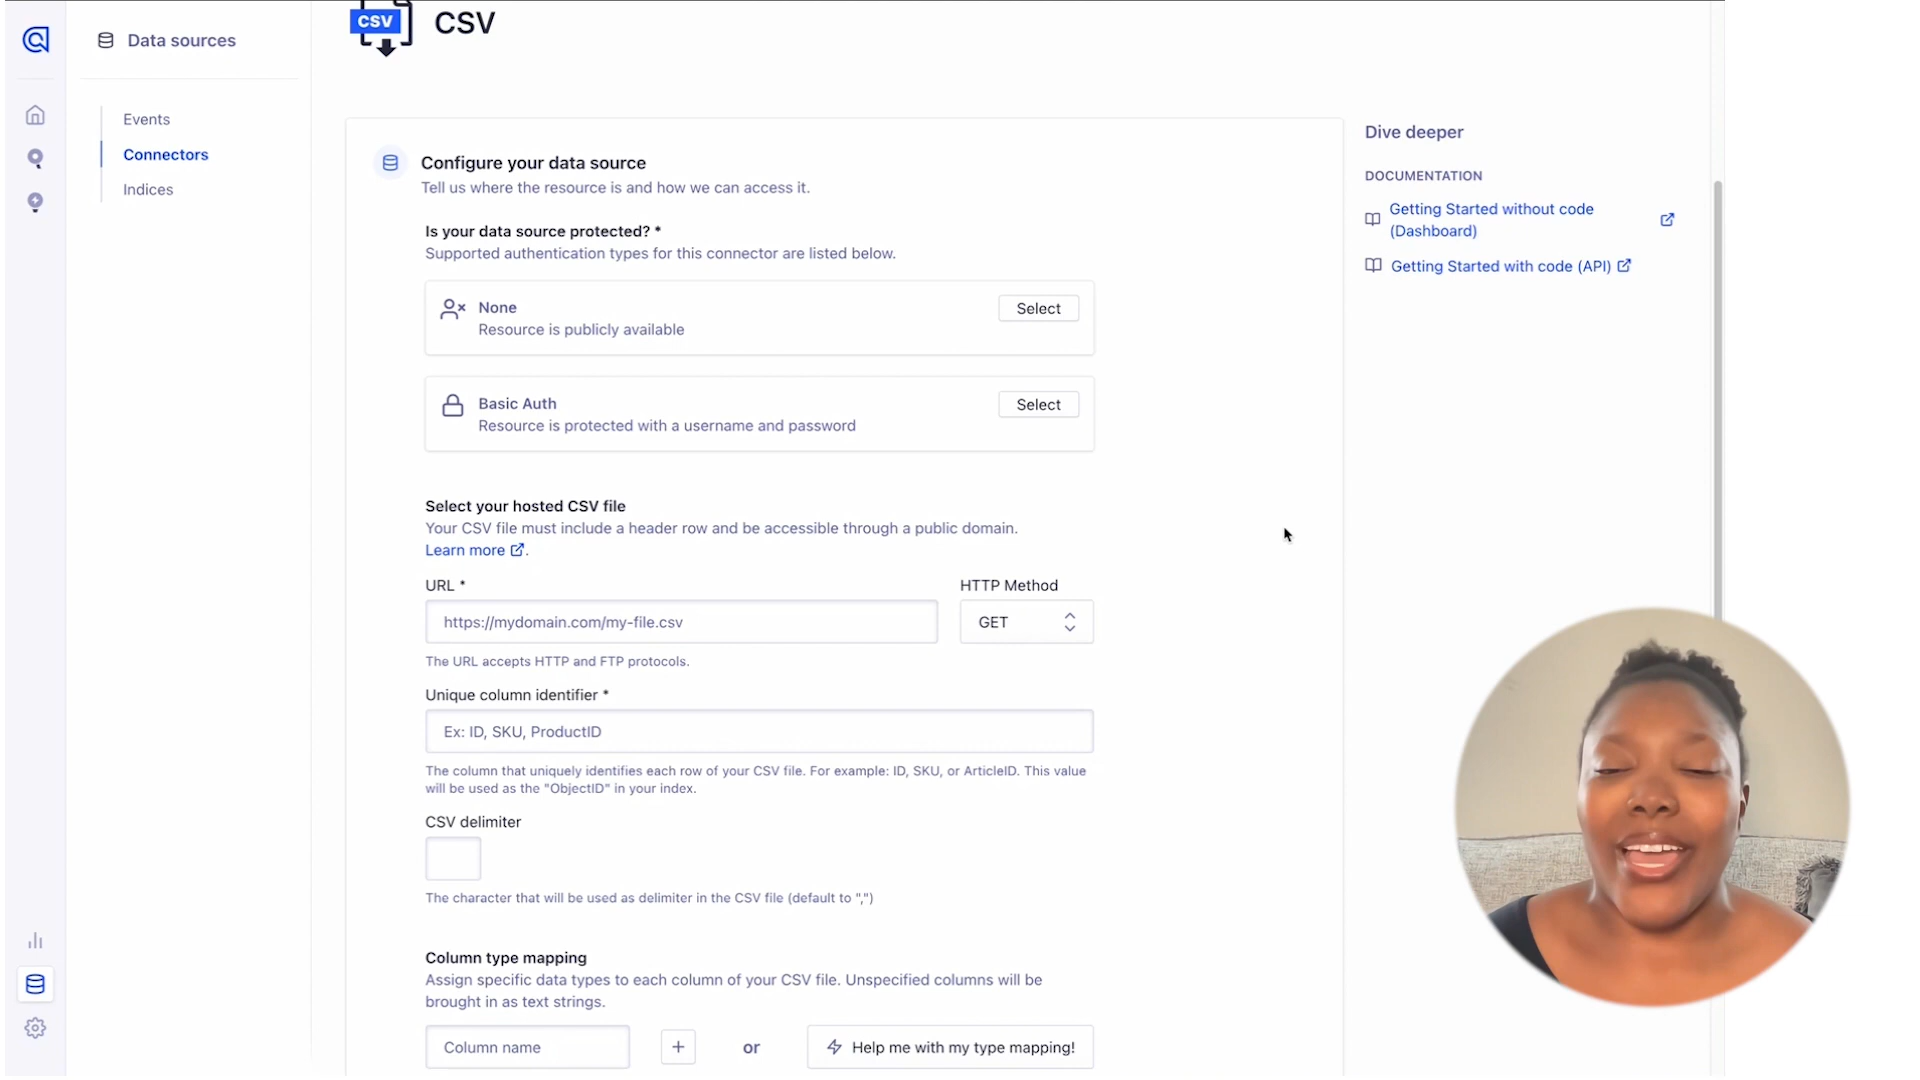 CSV
CSV
Data sources
Events
Connectors
Indices
Configure your data source
Tell us where the resource is and how we can access it.
Is your data source protected? *
Supported authentication types for this connector are listed below.
None
Resource is publicly available
Select
Basic Auth
Resource is protected with a username and password
Select
Select your hosted CSV file
Your CSV file must include a header row and be accessible through a public domain.
Learn more .
URL *
HTTP Method
https://mydomain.com/my-file.csv
GET
The URL accepts HTTP and FTP protocols.
Unique column identifier *
Ex: ID, SKU, ProductID
The column that uniquely identifies each row of your CSV file. For example: ID, SKU, or ArticleID. This value
will be used as the "ObjectID" in your index.
CSV delimiter
The character that will be used as delimiter in the CSV file (default to ",")
Column type mapping
Assign specific data types to each column of your CSV file. Unspecified columns will be
brought in as text strings.
Column name
+
or
Help me with my type mapping!
Dive deeper
DOCUMENTATION
Getting Started without code
(Dashboard)
Getting Started with code (API)